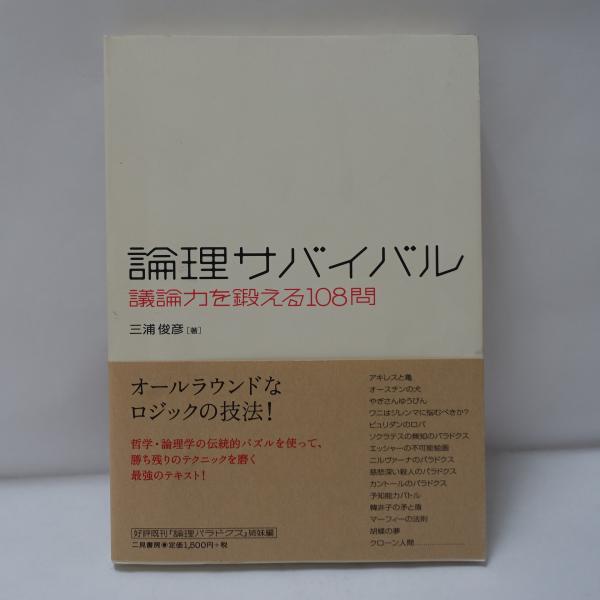 論理サバイバル
議論力を鍛える108問
三浦俊彦[著]
オールラウンドな
ロジックの技法!
哲学・論理学の伝統的パズルを使って、
勝ち残りのテクニックを磨く
最強のテキスト!
好評既刊『論理パラドクス』姉妹編
二見書房●定価1,500円+税
アキレスと亀
オースチンの犬
やぎさんゆうびん
ワニはジレンマに悩むべきか?
ビュリダンのロバ
ソクラテスの無知のパラドクス
エッシャーの不可能絵画
ニルヴァーナのパラドクス
慈悲深い殺人のパラドクス
カントールのパラドクス
予知能力バトル
韓非子の矛と盾
マーフィーの法則
胡蝶の夢
クローン人間……………